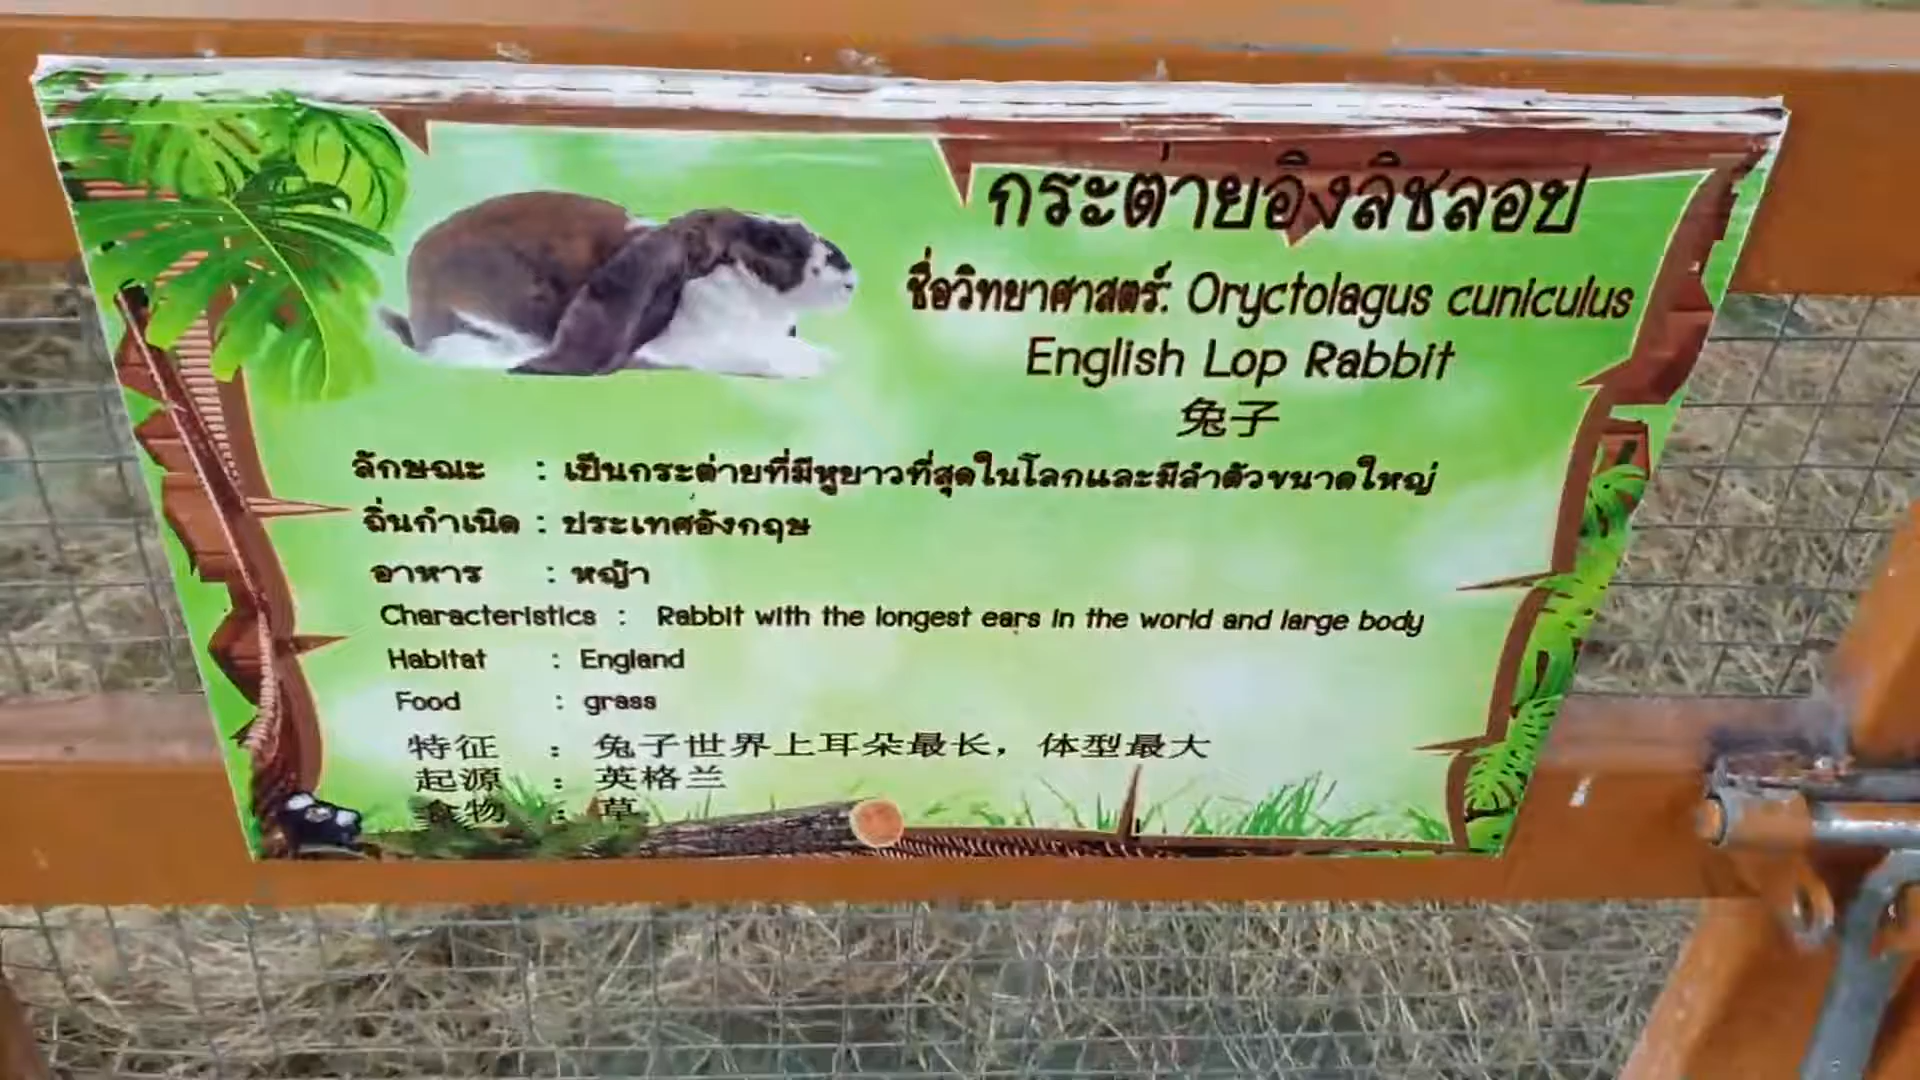 กระต่ายอิงลิชลอป
ชื่อวิทยาศาสตร์: Oryctolagus cuniculus
English Lop Rabbit
兔子
ลักษณะ : เป็นกระต่ายที่มีหูยาวที่สุดในโลกและมีลำตัวขนาดใหญ่
ถิ่นกำเนิด : ประเทศอังกฤษ
อาหาร : หญ้า
Characteristics : Rabbit with the longest ears in the world and large body
Habitat : England
Food : grass
特征 : 兔子世界上耳朵最长，体型最大
起源 : 英格兰
食物 : 草